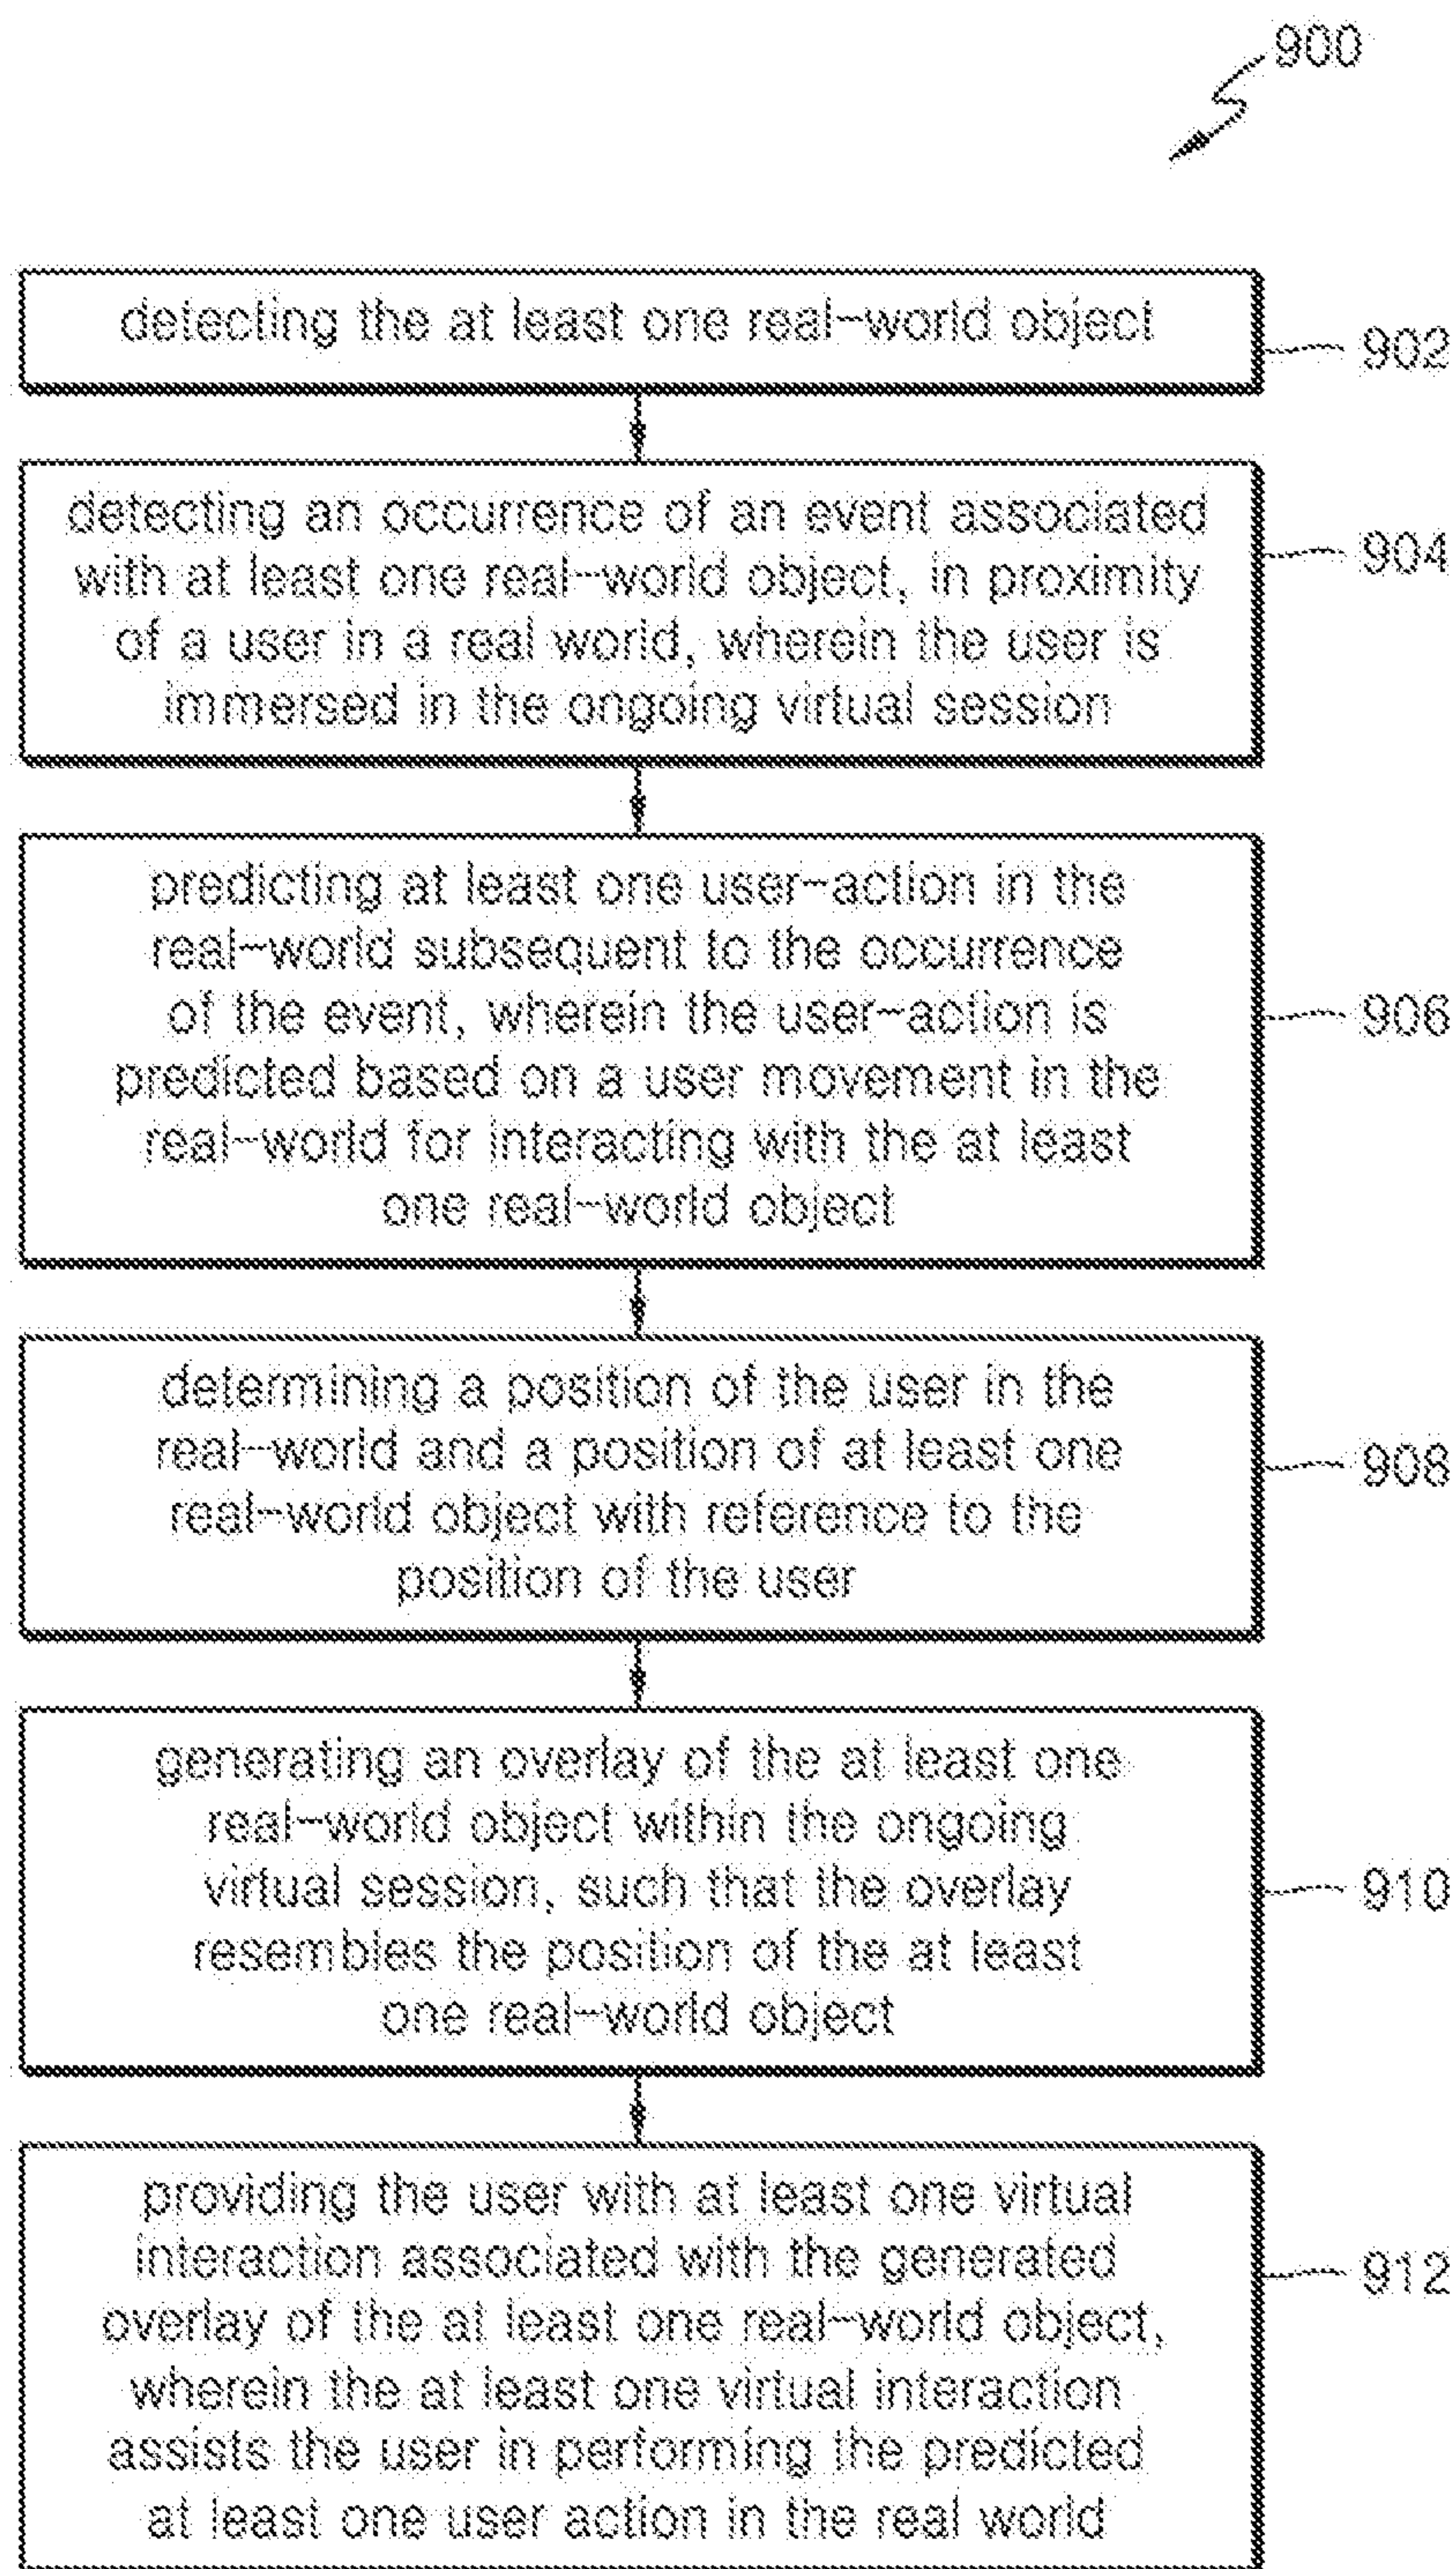 900
detecting the at least one real-world object
902
detecting an occurrence of an event associated
with at least one real-world object, in proximity
of a user in a real world, wherein the user is
immersed in the ongoing virtual session
904
predicting at least one user-action in the
real-world subsequent to the occurrence
of the event, wherein the user-action is
predicted based on a user movement in the
real-world for interacting with the at least
one real-world object
906
determining a position of the user in the
real-world and a position of at least one
real-world object with reference to the
position of the user
908
generating an overlay of the at least one
real-world object within the ongoing
virtual session, such that the overlay
resembles the position of the at least
one real-world object
910
providing the user with at least one virtual
interaction associated with the generated
overlay of the at least one real-world object,
wherein the at least one virtual interaction
assists the user in performing the predicted
at least one user action in the real world
912